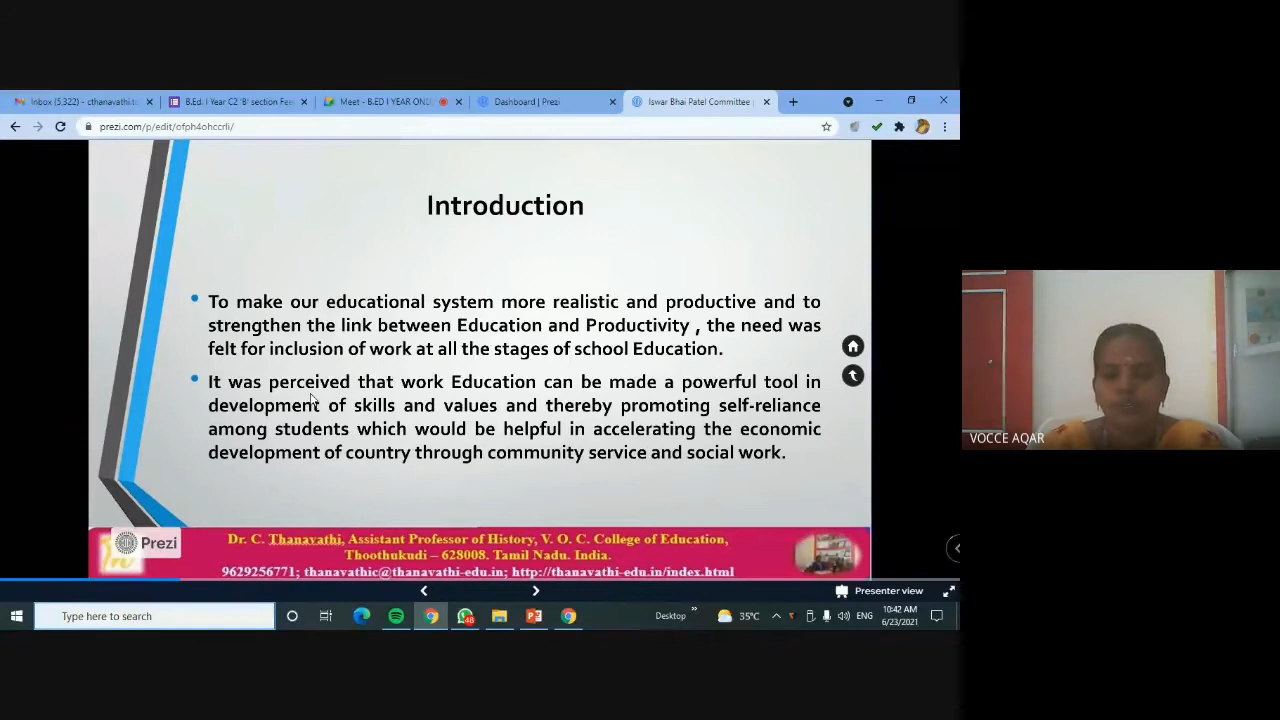 Inbox (5,322) - cthanavathi.t
B.Ed. I Year C2 'B' section Fee
Meet - B.ED I YEAR ONL
Dashboard | Prezi
Iswar Bhai Patel Committee
prezi.com/p/edit/ofph4ohccrli/
Introduction
To make our educational system more realistic and productive and to
strengthen the link between Education and Productivity , the need was
felt for inclusion of work at all the stages of school Education.
It was perceived that work Education can be made a powerful tool in
development of skills and values and thereby promoting self-reliance
among students which would be helpful in accelerating the economic
development of country through community service and social work.
VOCCE AQAR
Prezi
Dr. C. Thanavathi, Assistant Professor of History, V. O. C. College of Education,
Thoothukudi – 628008. Tamil Nadu. India.
9629256771; thanavathic@thanavathi-edu.in; http://thanavathi-edu.in/index.html
Presenter view
Type here to search
48
Desktop
35°C
ENG
10:42 AM
6/23/2021